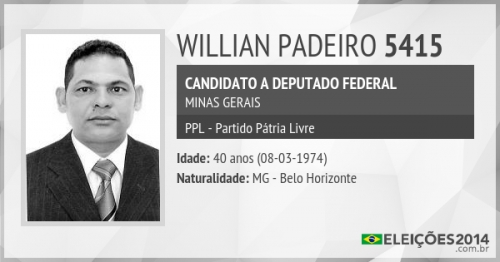 WILLIAN PADEIRO 5415
CANDIDATO A DEPUTADO FEDERAL
MINAS GERAIS
PPL - Partido Pátria Livre
Idade: 40 anos (08-03-1974)
Naturalidade: MG - Belo Horizonte
ELEIÇÕES2014
.com.br